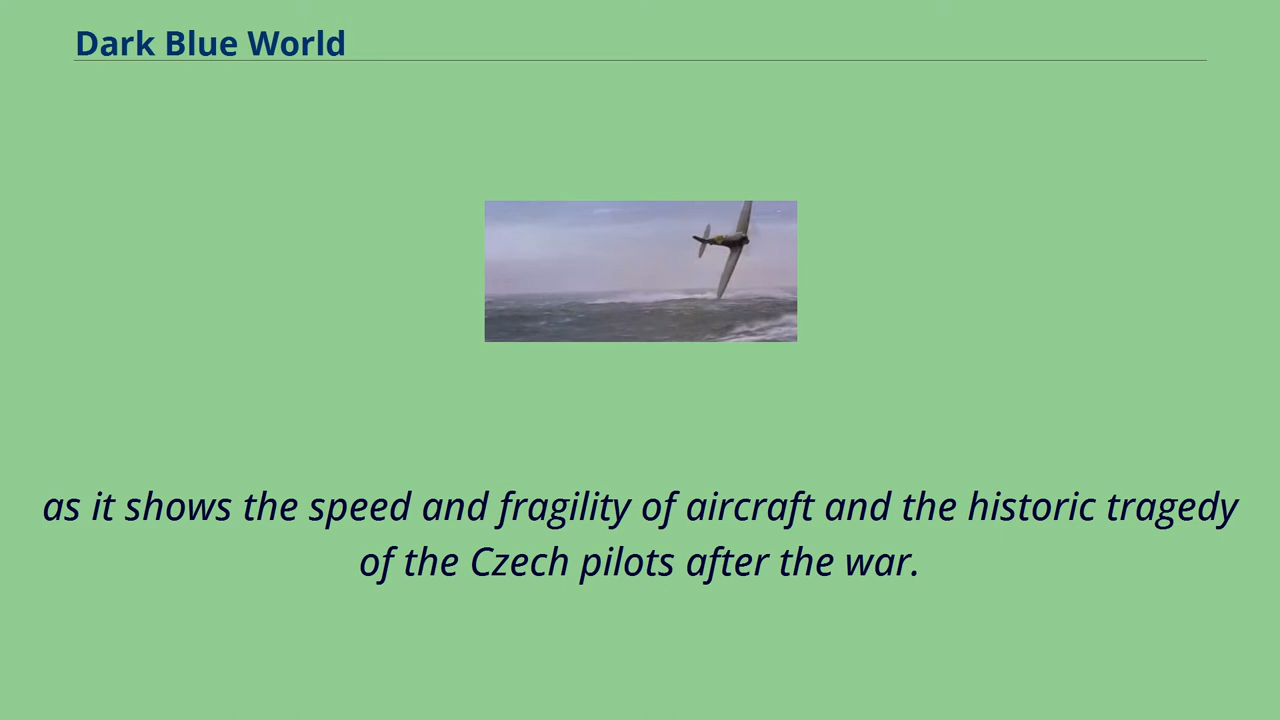 Dark Blue World
as it shows the speed and fragility of aircraft and the historic tragedy
of the Czech pilots after the war.